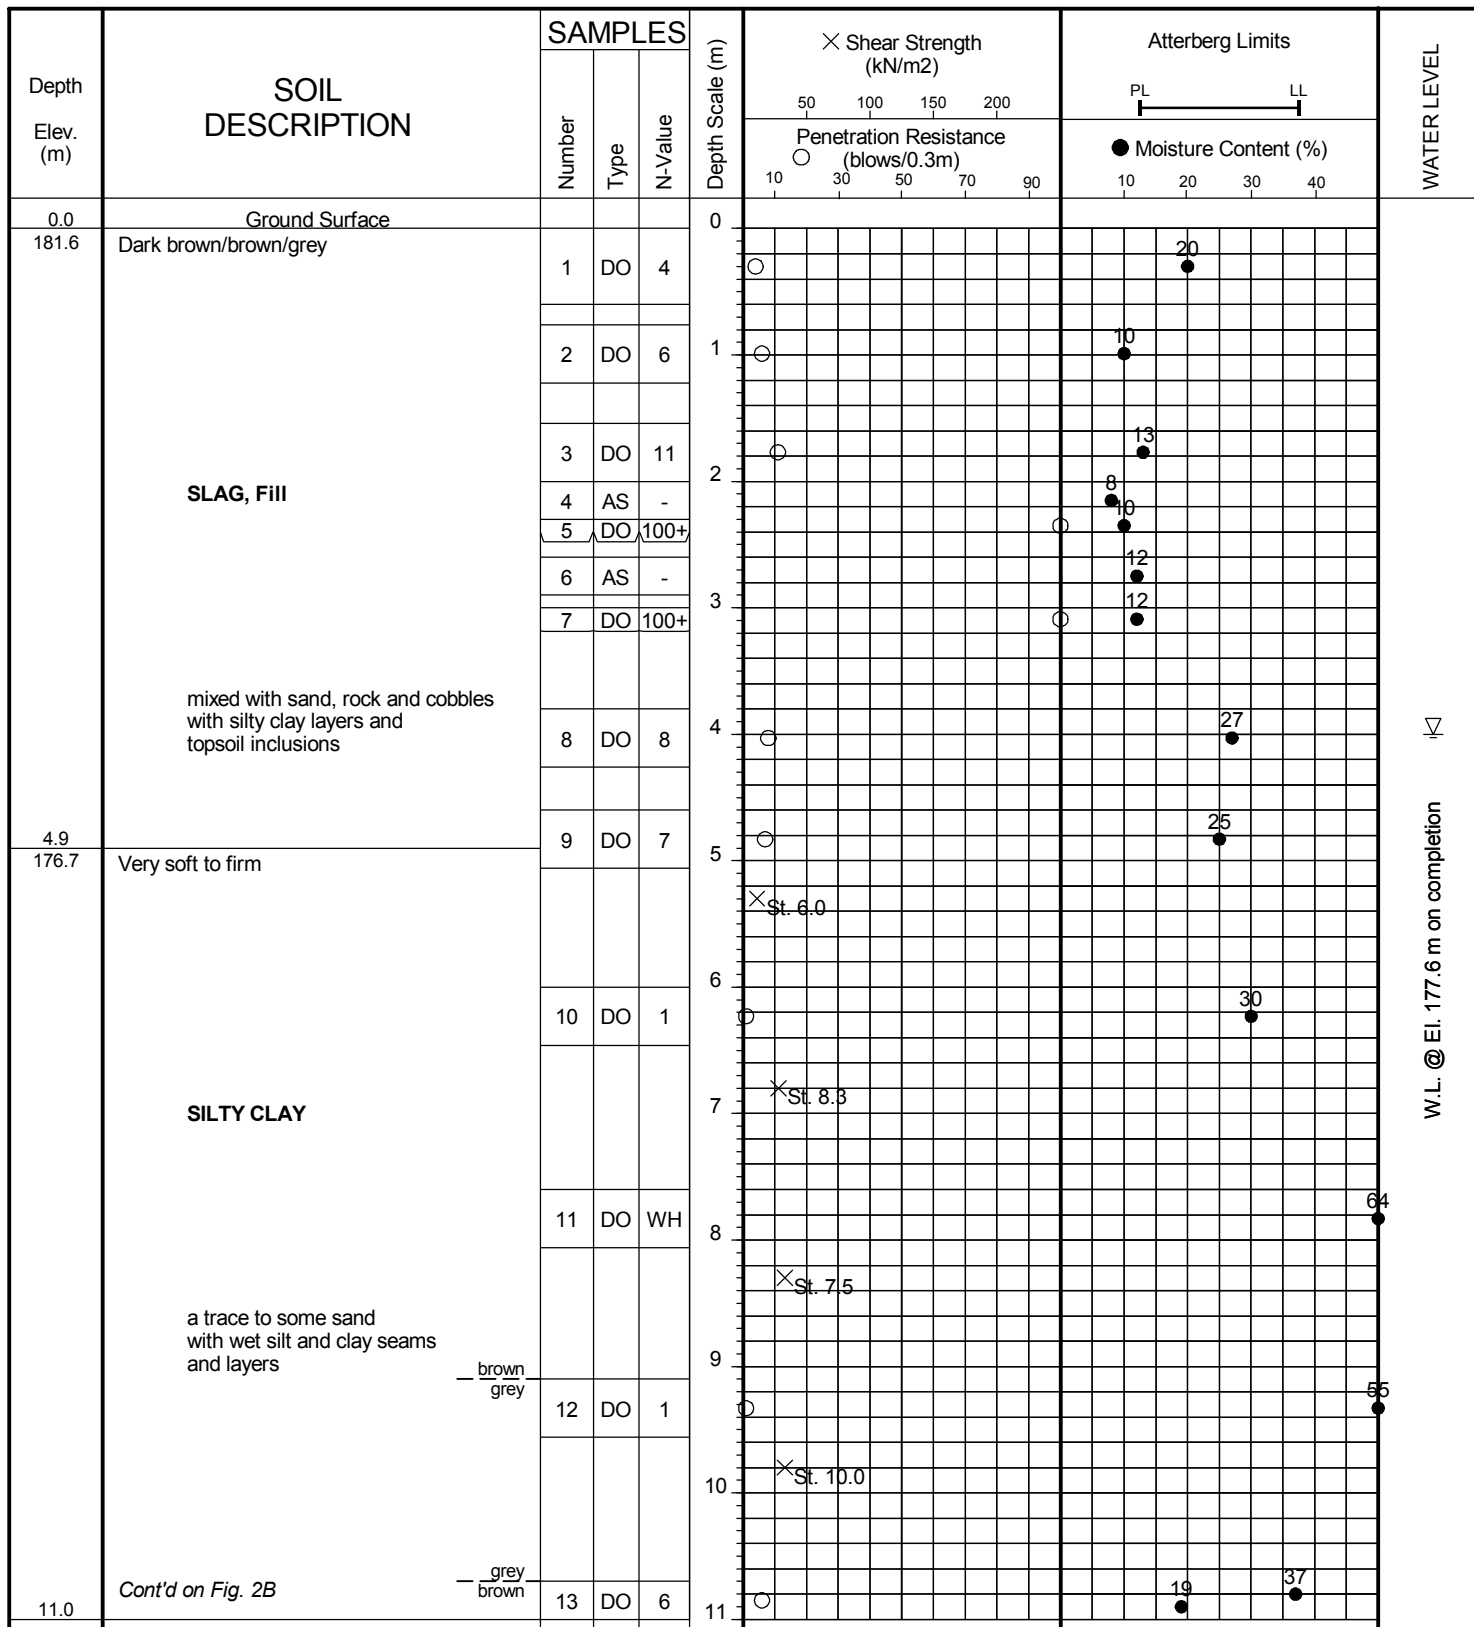 Depth
Elev.
(m)
SOIL
DESCRIPTION
SAMPLES
Number
Type
N-Value
Depth Scale (m)
× Shear Strength
(kN/m2)
50 100 150 200
Penetration Resistance
(blows/0.3m)
10 30 50 70 90
Atterberg Limits
PL LL
Moisture Content (%)
10 20 30 40
WATER LEVEL
0.0 Ground Surface 0
181.6 Dark brown/brown/grey
1 DO 4 20
2 DO 6 1 10
3 DO 11 13
2
SLAG, Fill
4 AS - 8
5 DO 100+ 10
6 AS - 12
3
7 DO 100+ 12
mixed with sand, rock and cobbles
with silty clay layers and
topsoil inclusions
8 DO 8 4 27
4.9 9 DO 7 25
176.7 Very soft to firm 5
St. 6.0
6
10 DO 1 30
St. 8.3
SILTY CLAY 7
11 DO WH 64
8
St. 7.5
a trace to some sand
with wet silt and clay seams
and layers
9
brown
grey
12 DO 1 55
St. 10.0
10
grey
brown
Cont'd on Fig. 2B
13 DO 6 19 37
11.0 11
W.L. @ El. 177.6 m on completion